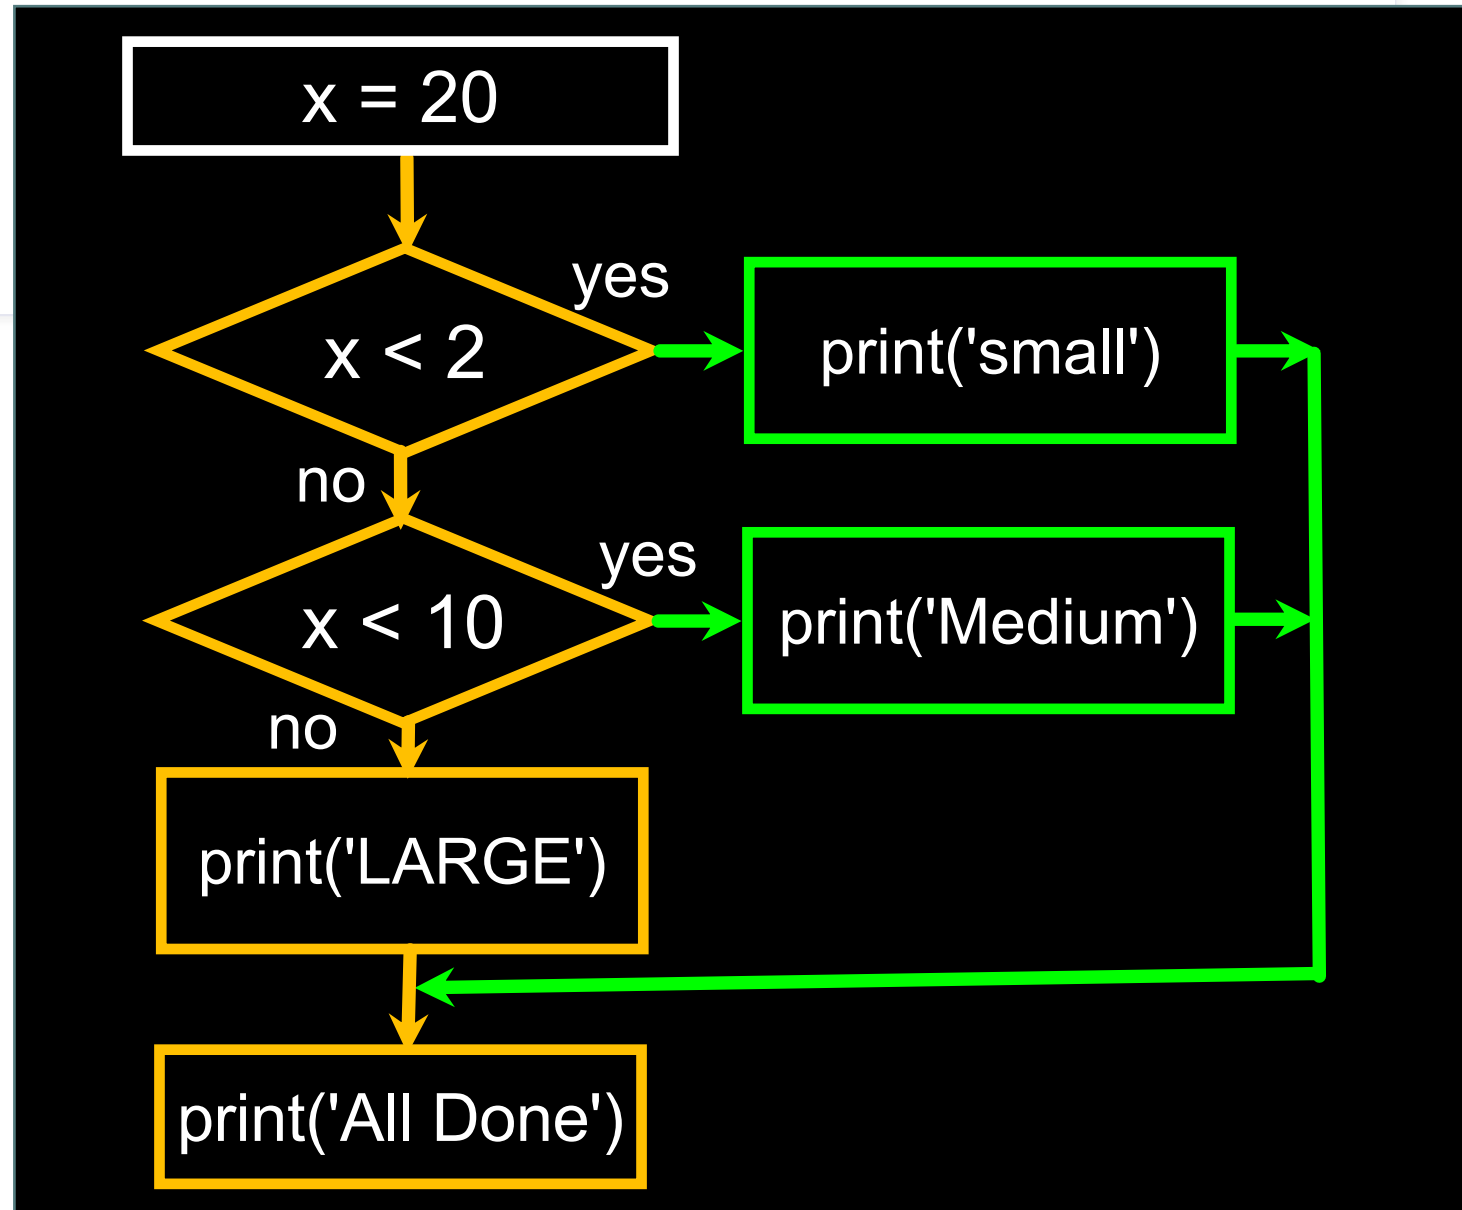 x = 20
x < 2
yes
print('small')
no
x < 10
yes
print('Medium')
no
print('LARGE')
print('All Done')